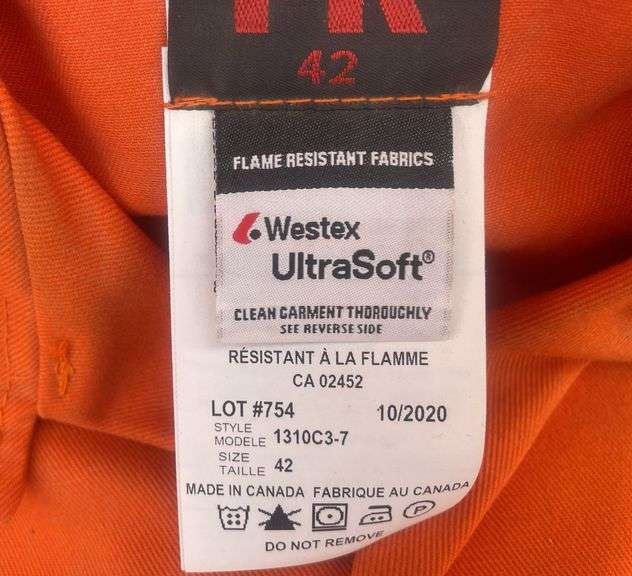 FR
42
FLAME RESISTANT FABRICS
Westex
UltraSoft®
CLEAN GARMENT THOROUGHLY
SEE REVERSE SIDE
RÉSISTANT À LA FLAMME
CA 02452
LOT #754 10/2020
STYLE
MODELE 1310C3-7
SIZE
TAILLE 42
MADE IN CANADA FABRIQUE AU CANADA
P
DO NOT REMOVE